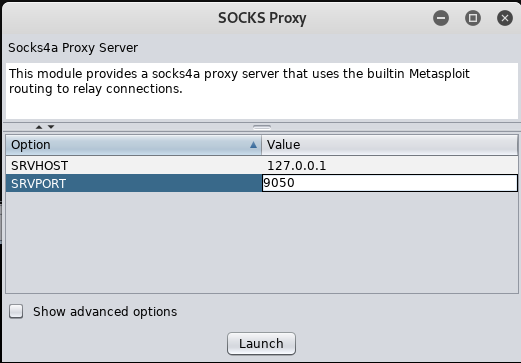 SOCKS Proxy
Socks4a Proxy Server
This module provides a socks4a proxy server that uses the builtin Metasploit
routing to relay connections.
Option Value
SRVHOST 127.0.0.1
SRVPORT 9050
Show advanced options
Launch